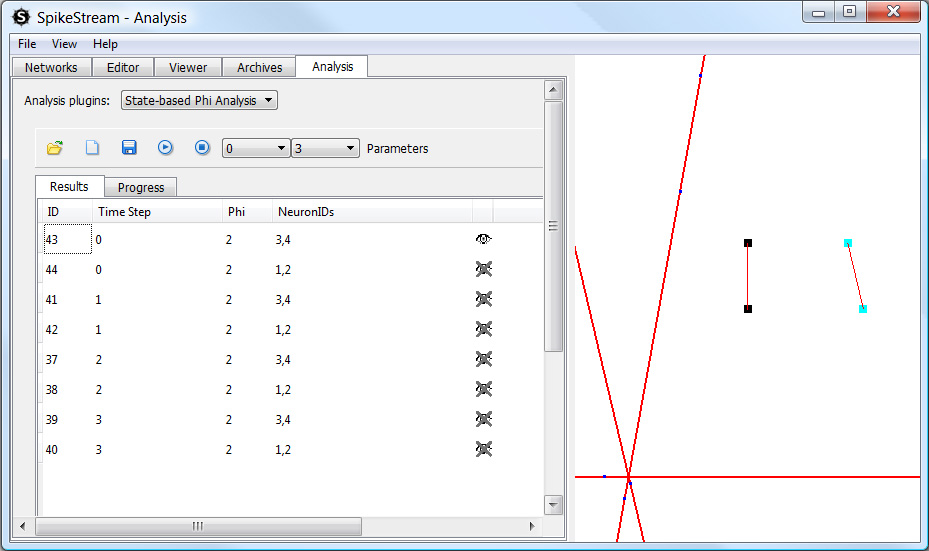 SpikeStream - Analysis
File View Help
Networks Editor Viewer Archives Analysis
Analysis plugins: State-based Phi Analysis
0 3 Parameters
Results Progress
ID Time Step Phi NeuronIDs
43 0 2 3,4
44 0 2 1,2
41 1 2 3,4
42 1 2 1,2
37 2 2 3,4
38 2 2 1,2
39 3 2 3,4
40 3 2 1,2